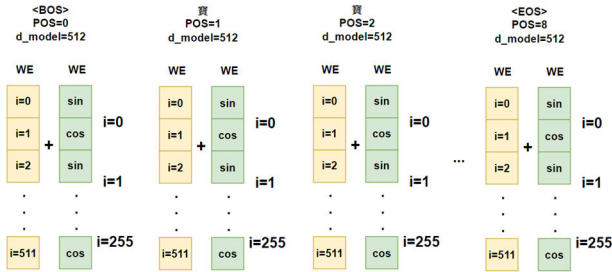 <BOS>
POS=0
d_model=512
WE WE
i=0 sin
i=1 + cos
i=2 sin
i=0
i=1
. .
. .
. .
i=511 cos
i=255
寶
POS=1
d_model=512
WE WE
i=0 sin
i=1 + cos
i=2 sin
i=0
i=1
. .
. .
. .
i=511 cos
i=255
寶
POS=2
d_model=512
WE WE
i=0 sin
i=1 + cos
i=2 sin
i=0
i=1
. .
. .
. .
i=511 cos
i=255
...
<EOS>
POS=8
d_model=512
WE WE
i=0 sin
i=1 + cos
i=2 sin
i=0
i=1
. .
. .
. .
i=511 cos
i=255